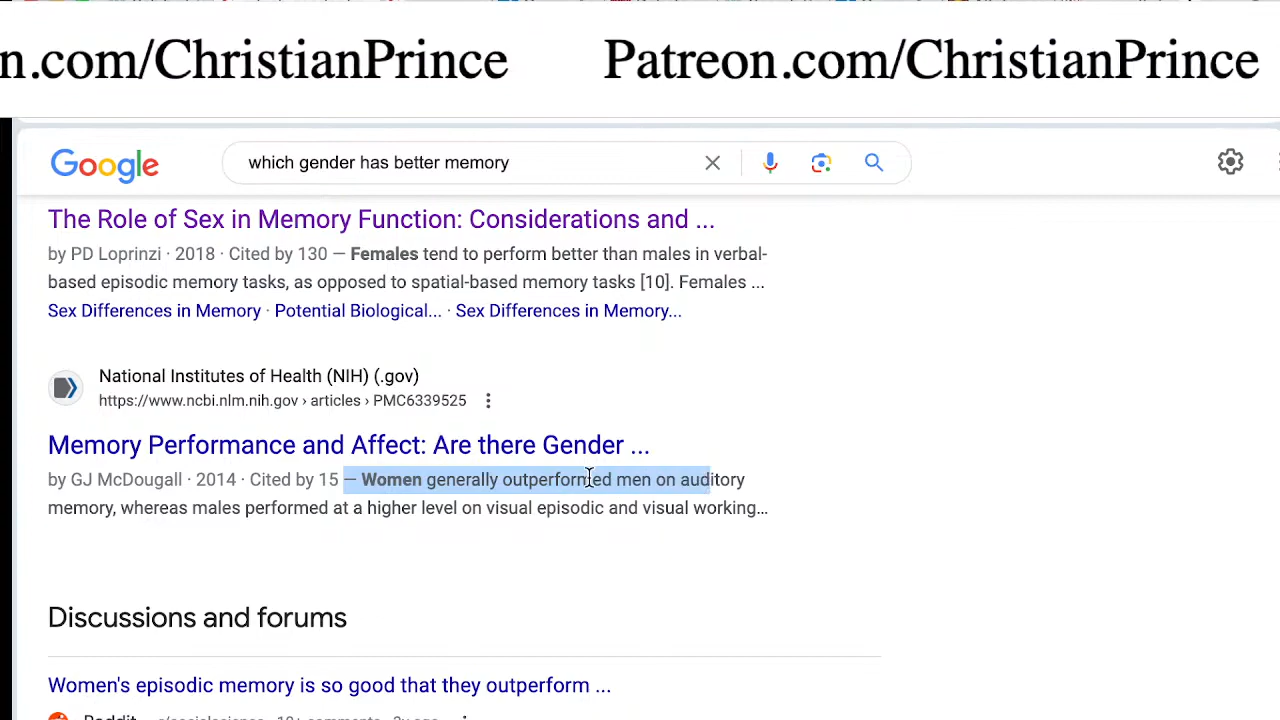 n.com/ChristianPrince Patreon.com/ChristianPrince
Google which gender has better memory
The Role of Sex in Memory Function: Considerations and ...
by PD Loprinzi · 2018 · Cited by 130 — Females tend to perform better than males in verbal-
based episodic memory tasks, as opposed to spatial-based memory tasks [10]. Females ...
Sex Differences in Memory · Potential Biological... · Sex Differences in Memory...
National Institutes of Health (NIH) (.gov)
https://www.ncbi.nlm.nih.gov › articles › PMC6339525
Memory Performance and Affect: Are there Gender ...
by GJ McDougall · 2014 · Cited by 15 — Women generally outperformed men on auditory
memory, whereas males performed at a higher level on visual episodic and visual working...
Discussions and forums
Women's episodic memory is so good that they outperform ...
Reddit